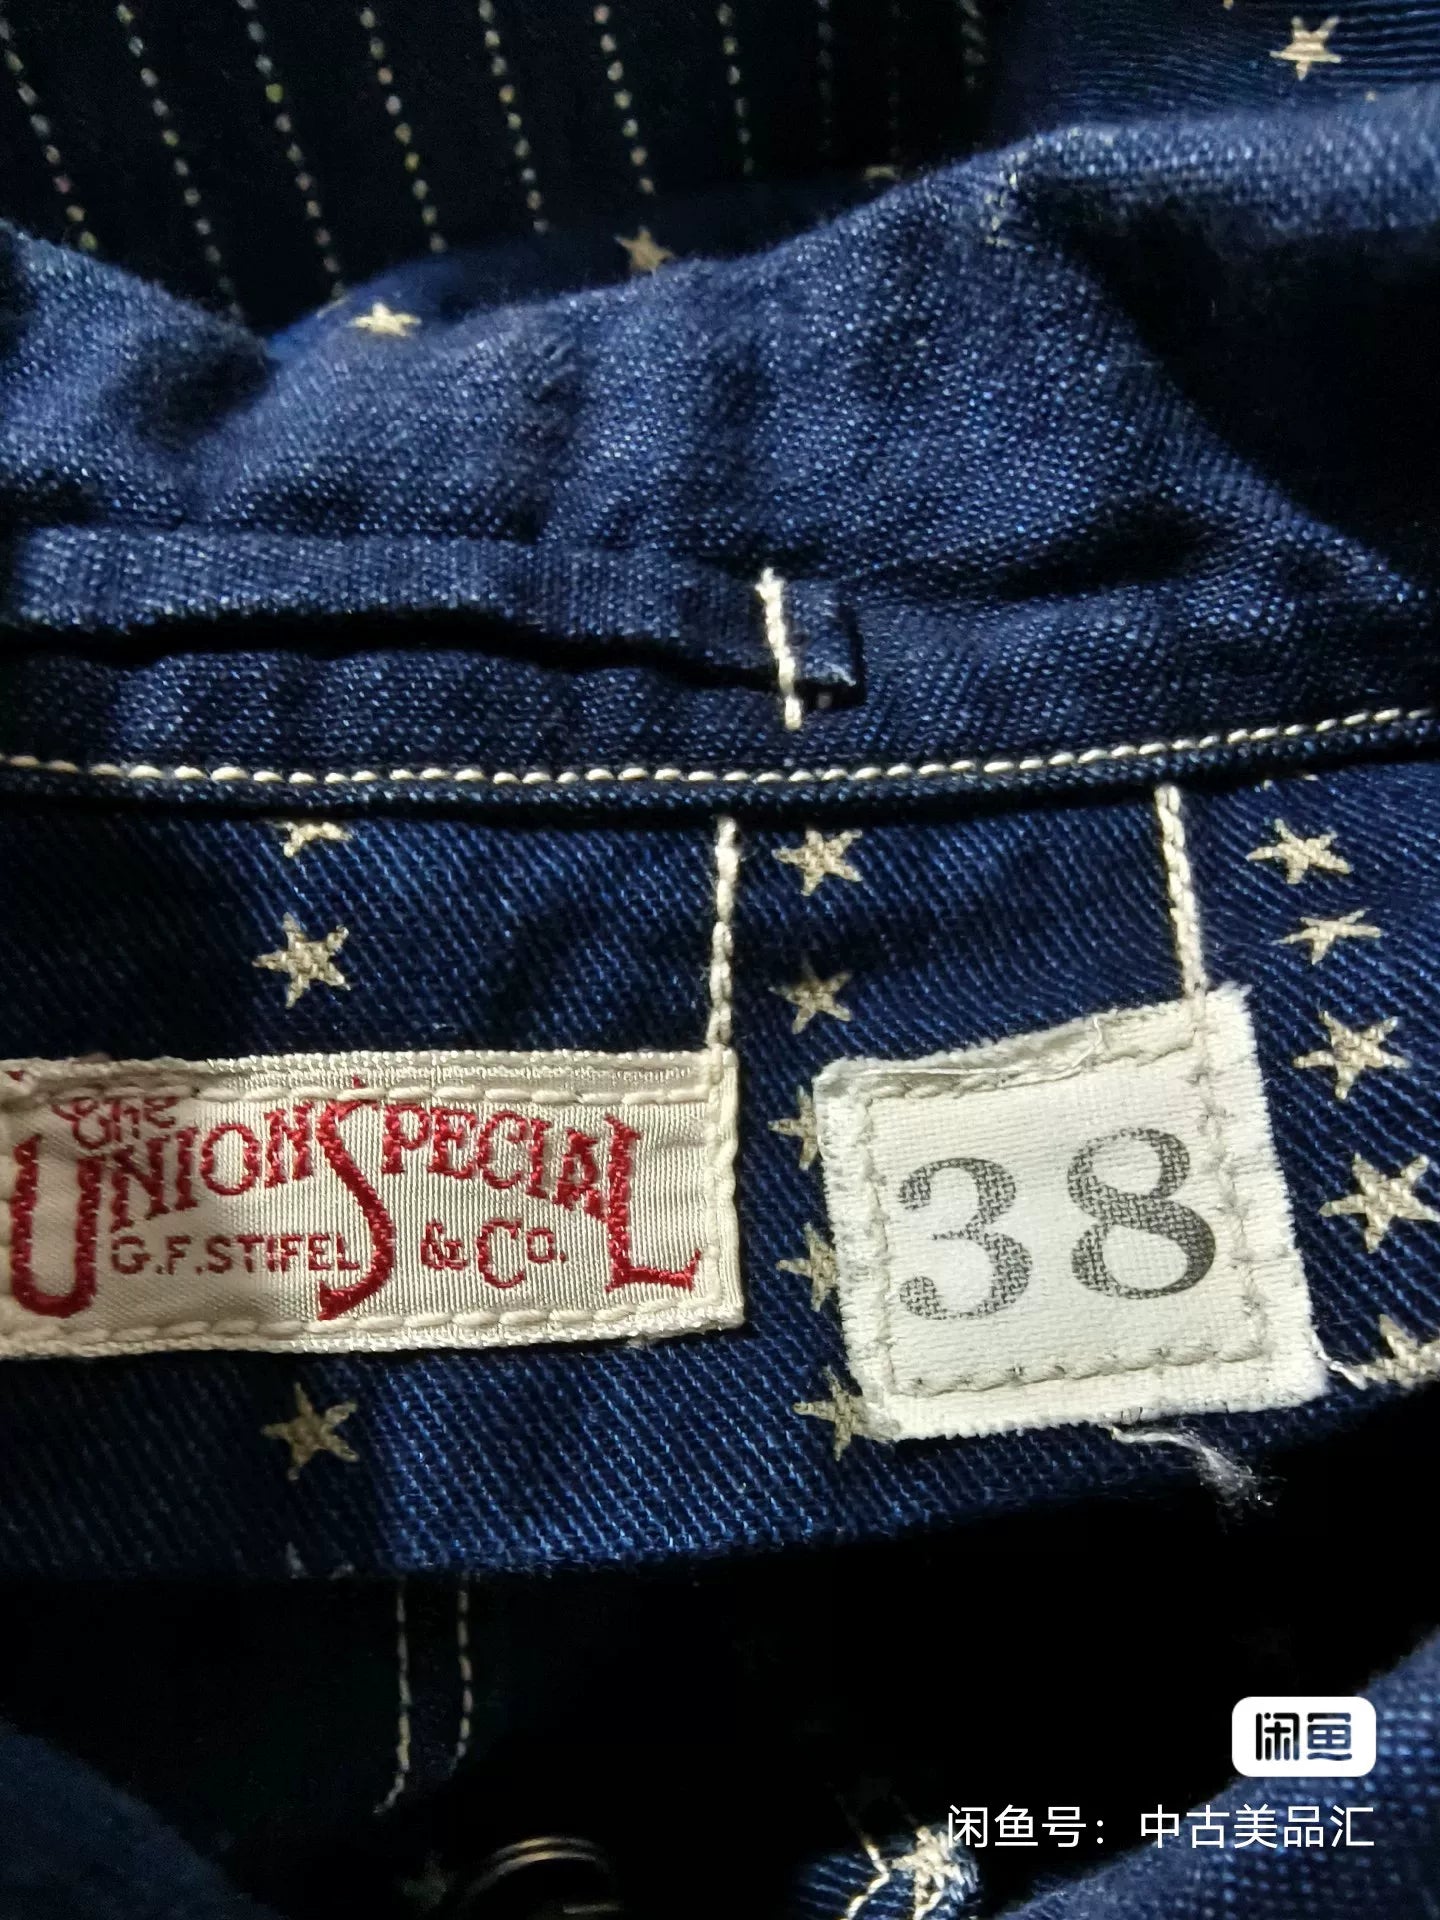 The
UNION SPECIAL
G.F.STIFEL & Co.
38
闲鱼
闲鱼号：中古美品汇